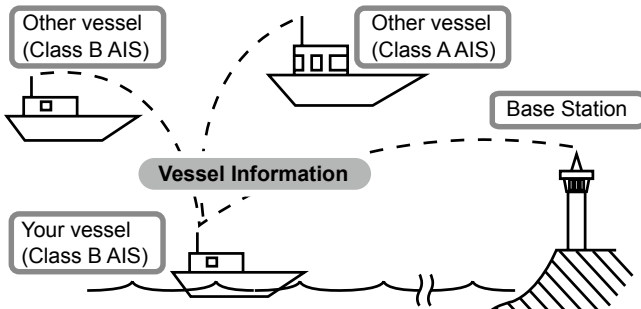 Other vessel
(Class B AIS)
Other vessel
(Class A AIS)
Base Station
Vessel Information
Your vessel
(Class B AIS)